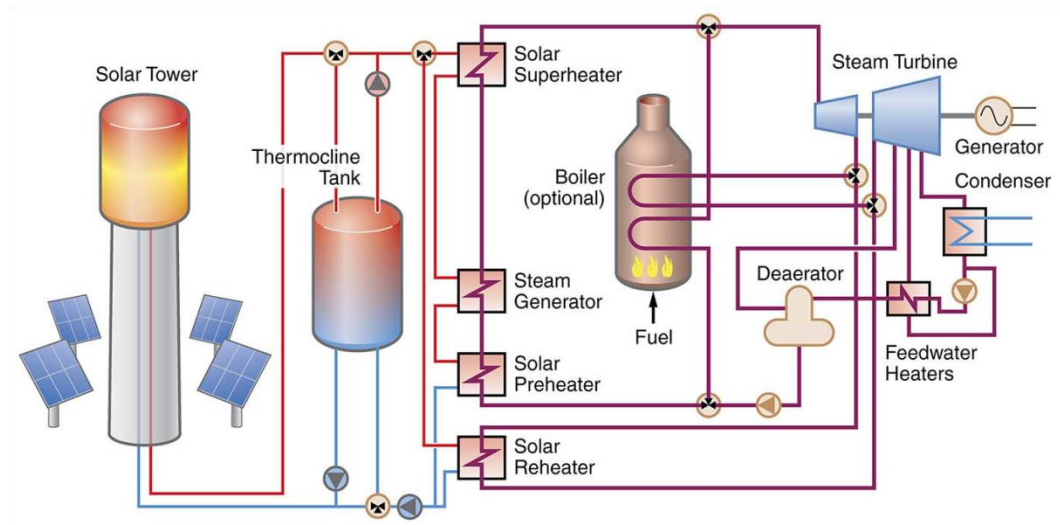 Solar Tower
Thermocline
Tank
Solar
Superheater
Steam
Generator
Solar
Preheater
Solar
Reheater
Boiler
(optional)
Fuel
Steam Turbine
Generator
Condenser
Deaerator
Feedwater
Heaters